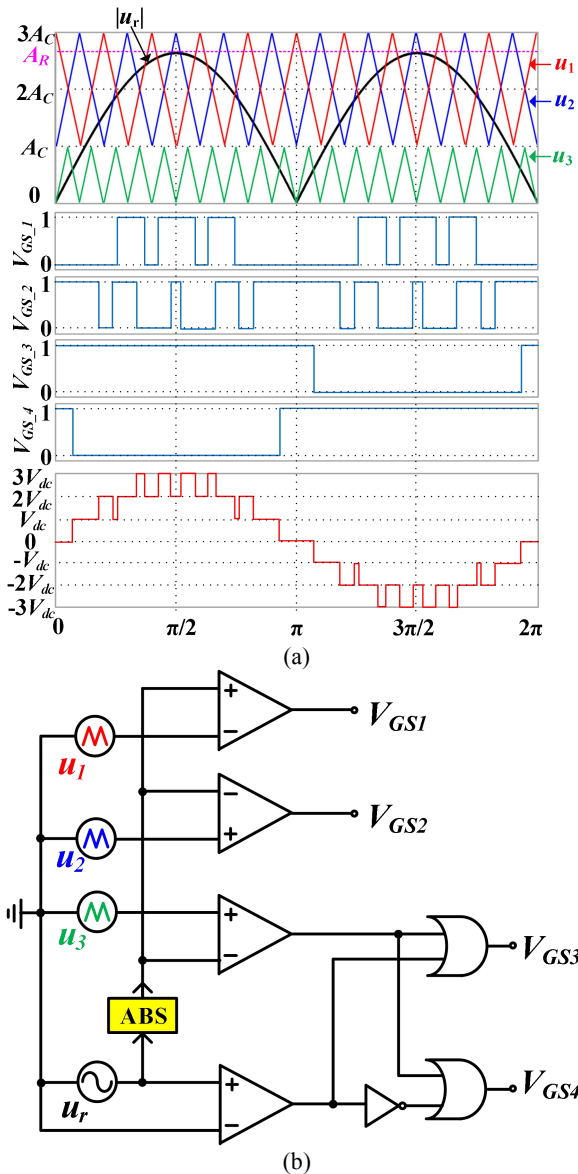 3A_C
|u_r|
A_R
u_1
2A_C
u_2
A_C
u_3
0
V_GS_1
1
0
V_GS_2
1
0
V_GS_3
1
0
V_GS_4
1
0
3V_dc
2V_dc
V_dc
0
-V_dc
-2V_dc
-3V_dc
0 π/2 π 3π/2 2π
(a)
+
−
V_GS1
u_1
−
+
V_GS2
u_2
+
−
u_3
V_GS3
ABS
+
−
u_r
V_GS4
(b)